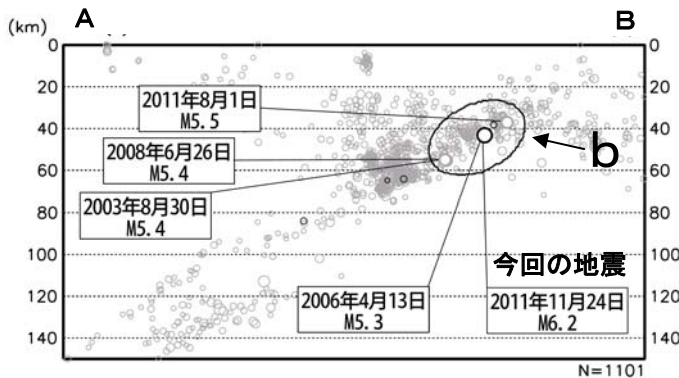 A B
(km) (km)
0 0
20 20
2011年8月1日
M5.5
40 40
b
2008年6月26日
M5.4
60 60
2003年8月30日
M5.4
80 80
100 100
今回の地震
120 120
2006年4月13日
M5.3
2011年11月24日
M6.2
140 140
N=1101